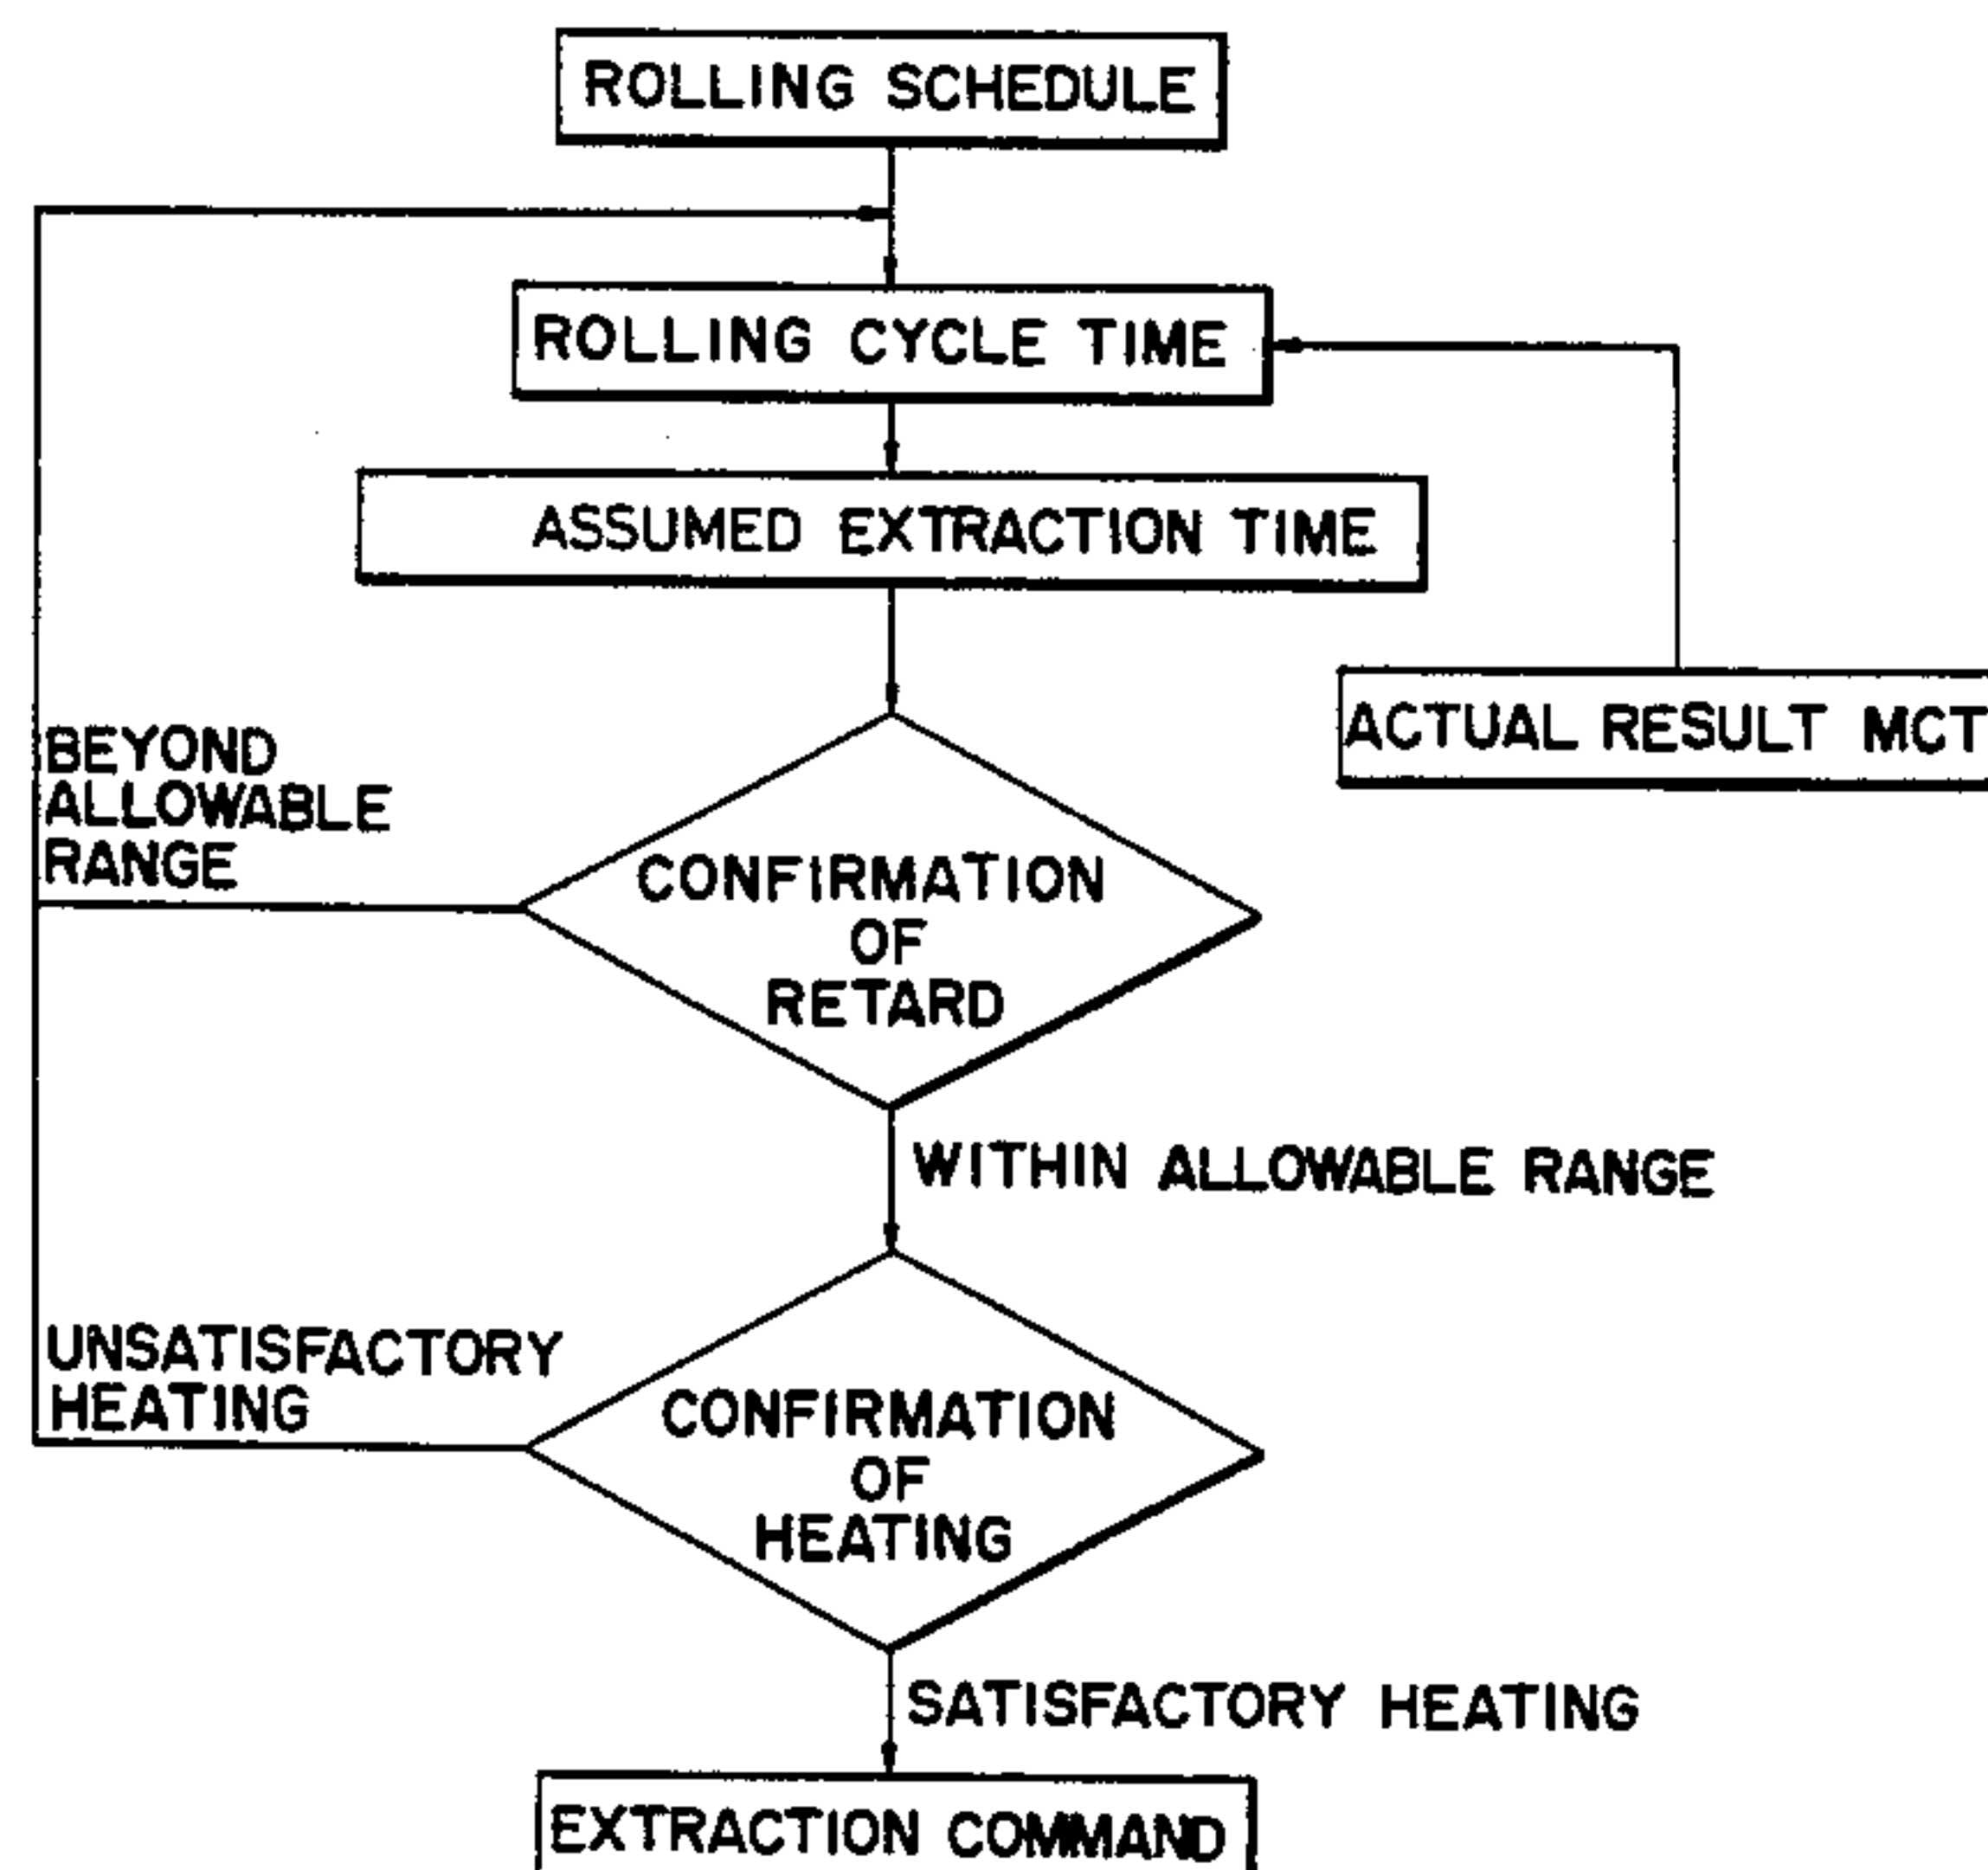 ROLLING SCHEDULE
ROLLING CYCLE TIME
ASSUMED EXTRACTION TIME
ACTUAL RESULT MCT
BEYOND
ALLOWABLE
RANGE
CONFIRMATION
OF
RETARD
WITHIN ALLOWABLE RANGE
UNSATISFACTORY
HEATING
CONFIRMATION
OF
HEATING
SATISFACTORY HEATING
EXTRACTION COMMAND